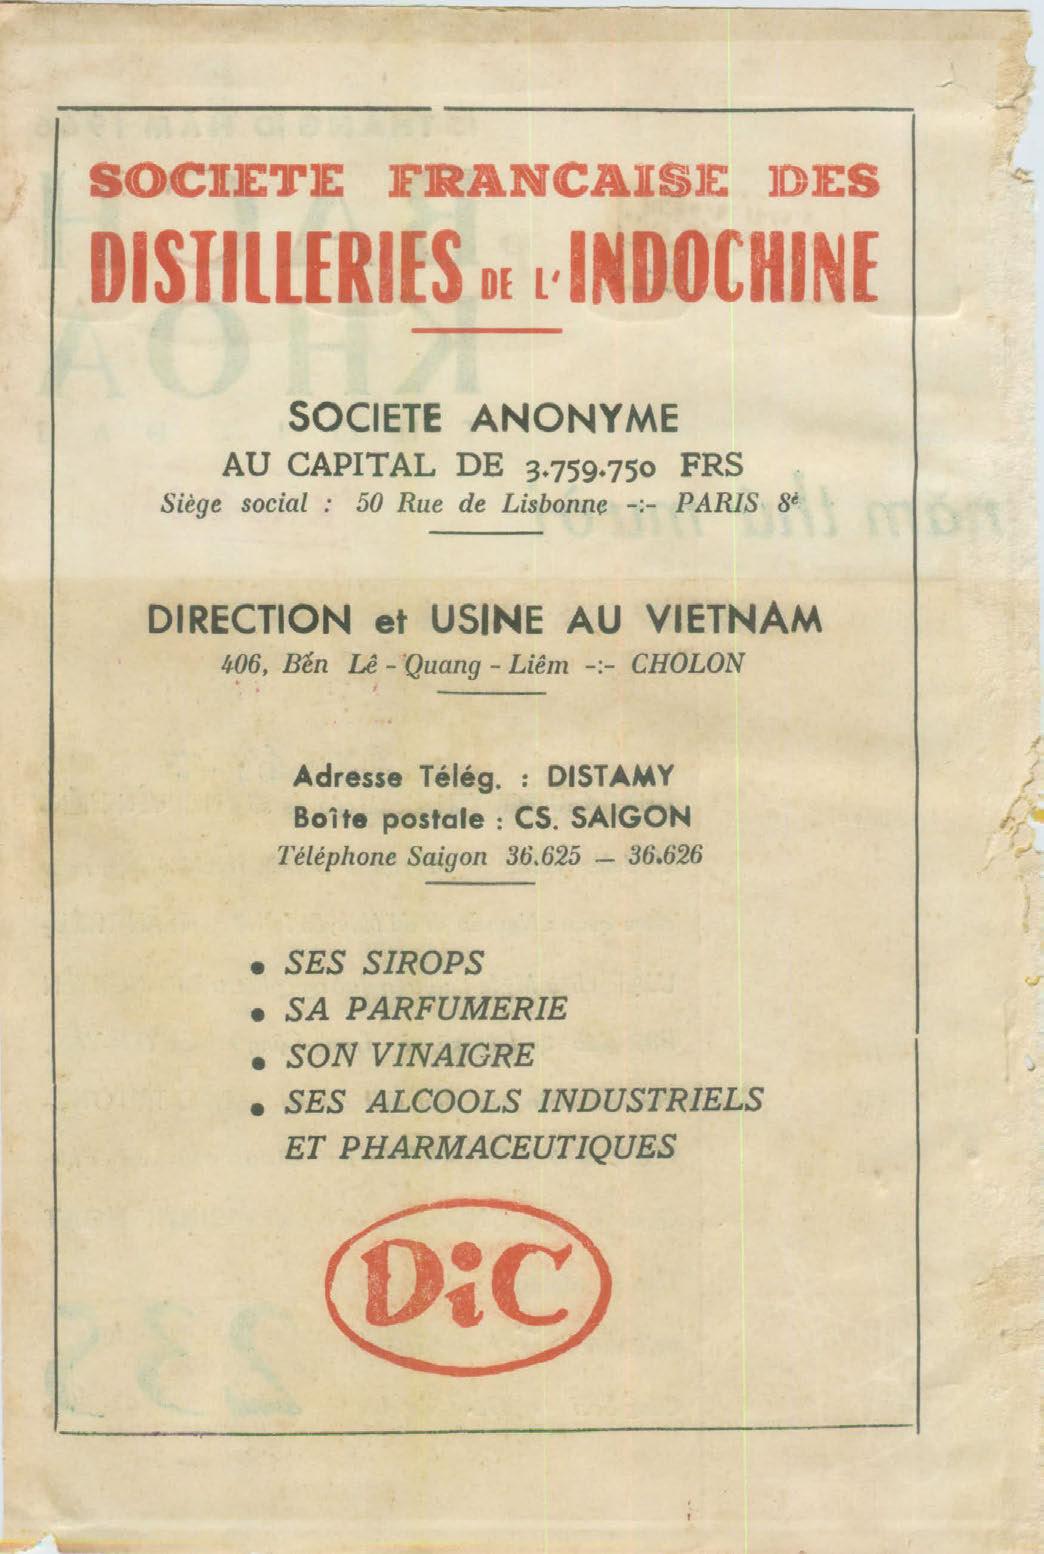 SOCIETE FRANCAISE DES
DISTILLERIES DE L'INDOCHINE
SOCIETE ANONYME
AU CAPITAL DE 3.759.750 FRS
Siège social : 50 Rue de Lisbonne -:- PARIS 8è
DIRECTION et USINE AU VIETNAM
406, Bến Lê - Quang - Liêm -:- CHOLON
Adresse Télég. : DISTAMY
Boîte postale : CS. SAIGON
Téléphone Saigon 36.625 — 36.626
• SES SIROPS
• SA PARFUMERIE
• SON VINAIGRE
• SES ALCOOLS INDUSTRIELS
ET PHARMACEUTIQUES
DiC